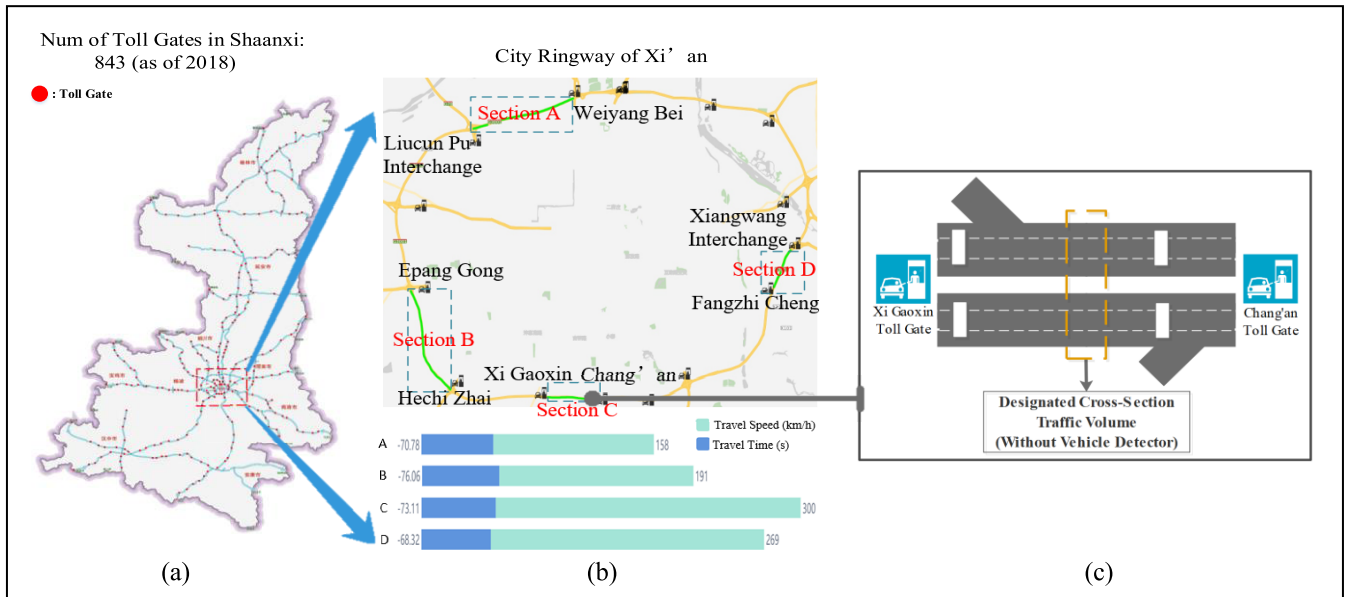 Num of Toll Gates in Shaanxi:
843 (as of 2018)
: Toll Gate
City Ringway of Xi’an
Section A
Weiyang Bei
Liucun Pu
Interchange
Xiangwang
Interchange
Section D
Fangzhi Cheng
Epang Gong
Section B
Hechi Zhai
Xi Gaoxin
Chang’an
Section C
Travel Speed (km/h)
Travel Time (s)
A -70.78 158
B -76.06 191
C -73.11 300
D -68.32 269
Xi Gaoxin
Toll Gate
Chang'an
Toll Gate
Designated Cross-Section
Traffic Volume
(Without Vehicle Detector)
(a)
(b)
(c)